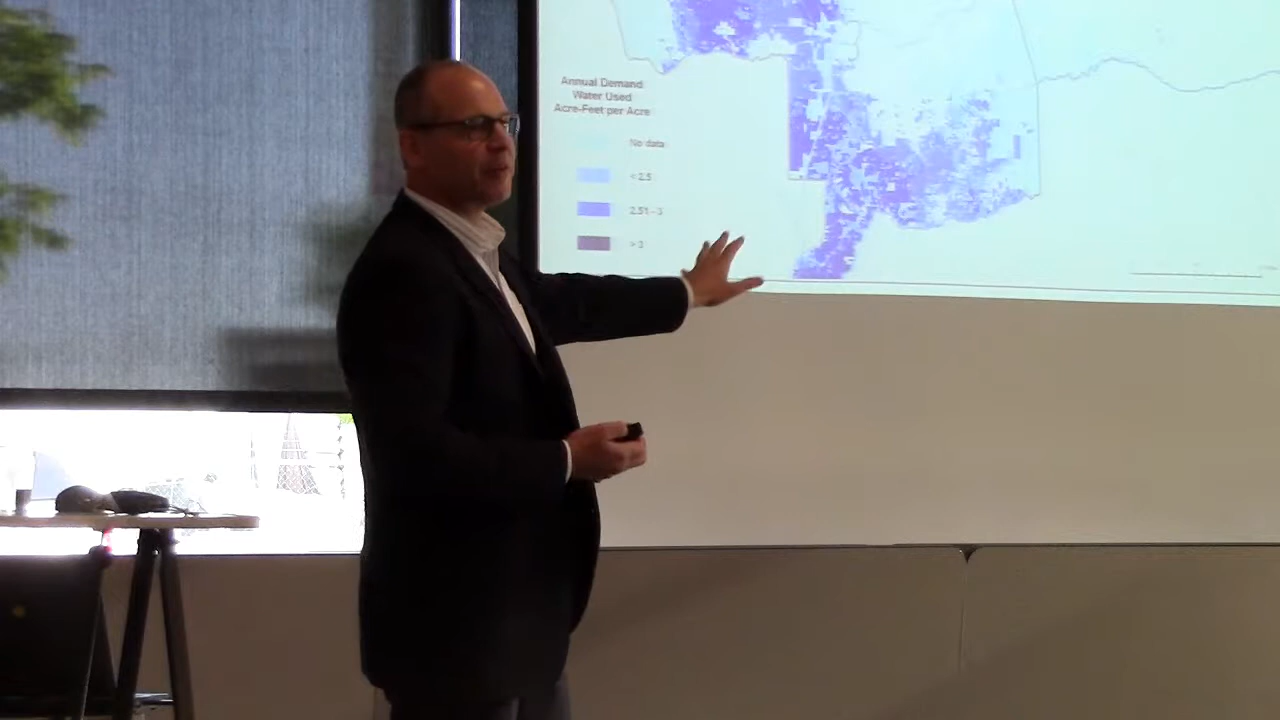 Annual Demand
Water Used
Acre-Feet per Acre
No data
< 2.5
2.51 - 3
> 3